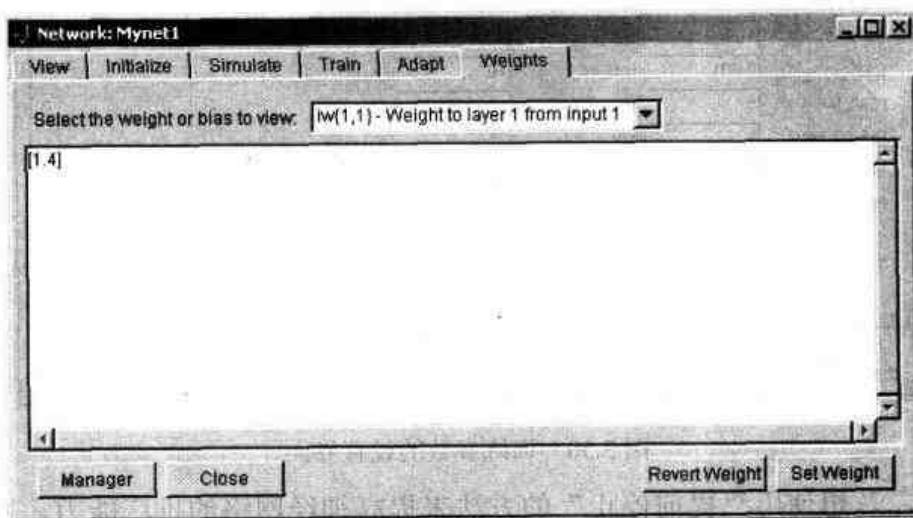 Network: Mynet1
View Initialize Simulate Train Adapt Weights
Select the weight or bias to view: iw{1,1} - Weight to layer 1 from input 1
[1.4]
Manager Close Revert Weight Set Weight